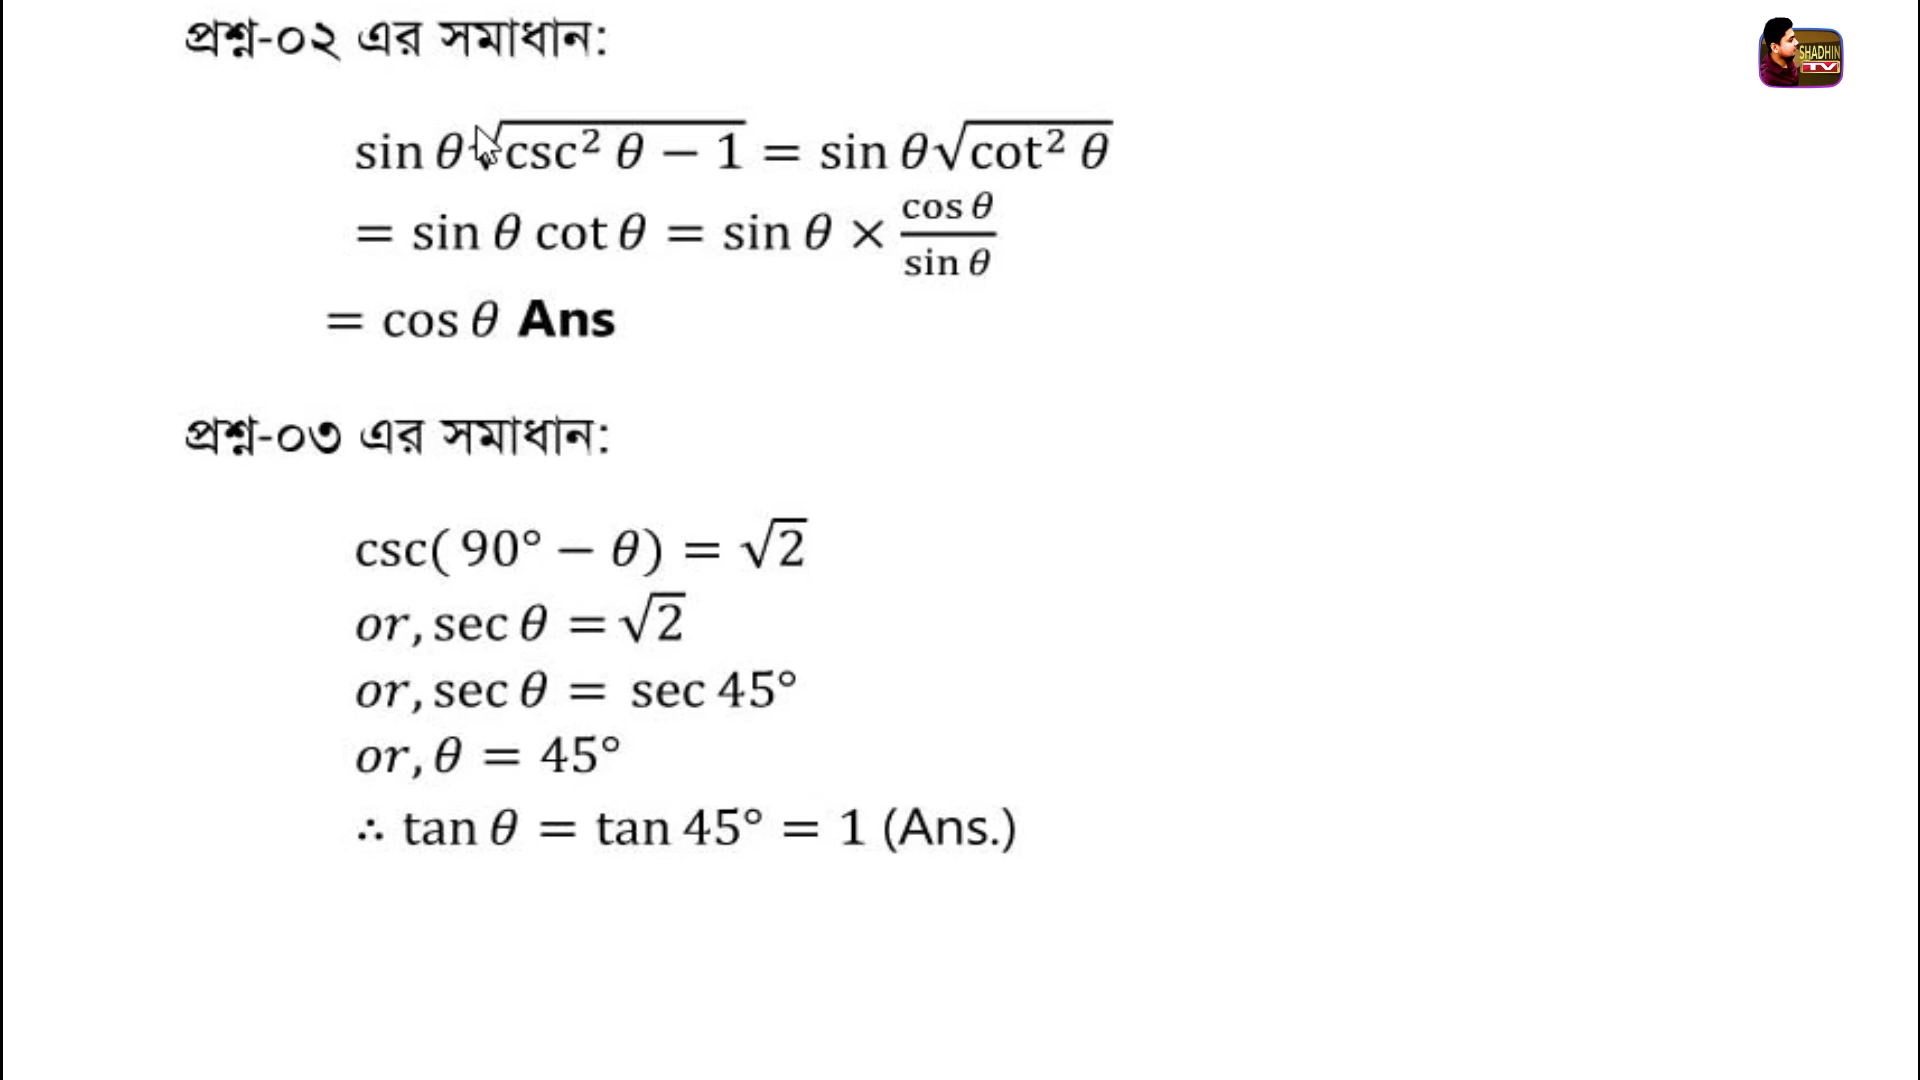 প্রশ্ন-০২ এর সমাধান:
SHADHIN
TV
sin θ√csc² θ − 1 = sin θ√cot² θ
= sin θ cot θ = sin θ × cos θ / sin θ
= cos θ Ans
প্রশ্ন-০৩ এর সমাধান:
csc( 90° − θ) = √2
or, sec θ = √2
or, sec θ = sec 45°
or, θ = 45°
∴ tan θ = tan 45° = 1 (Ans.)